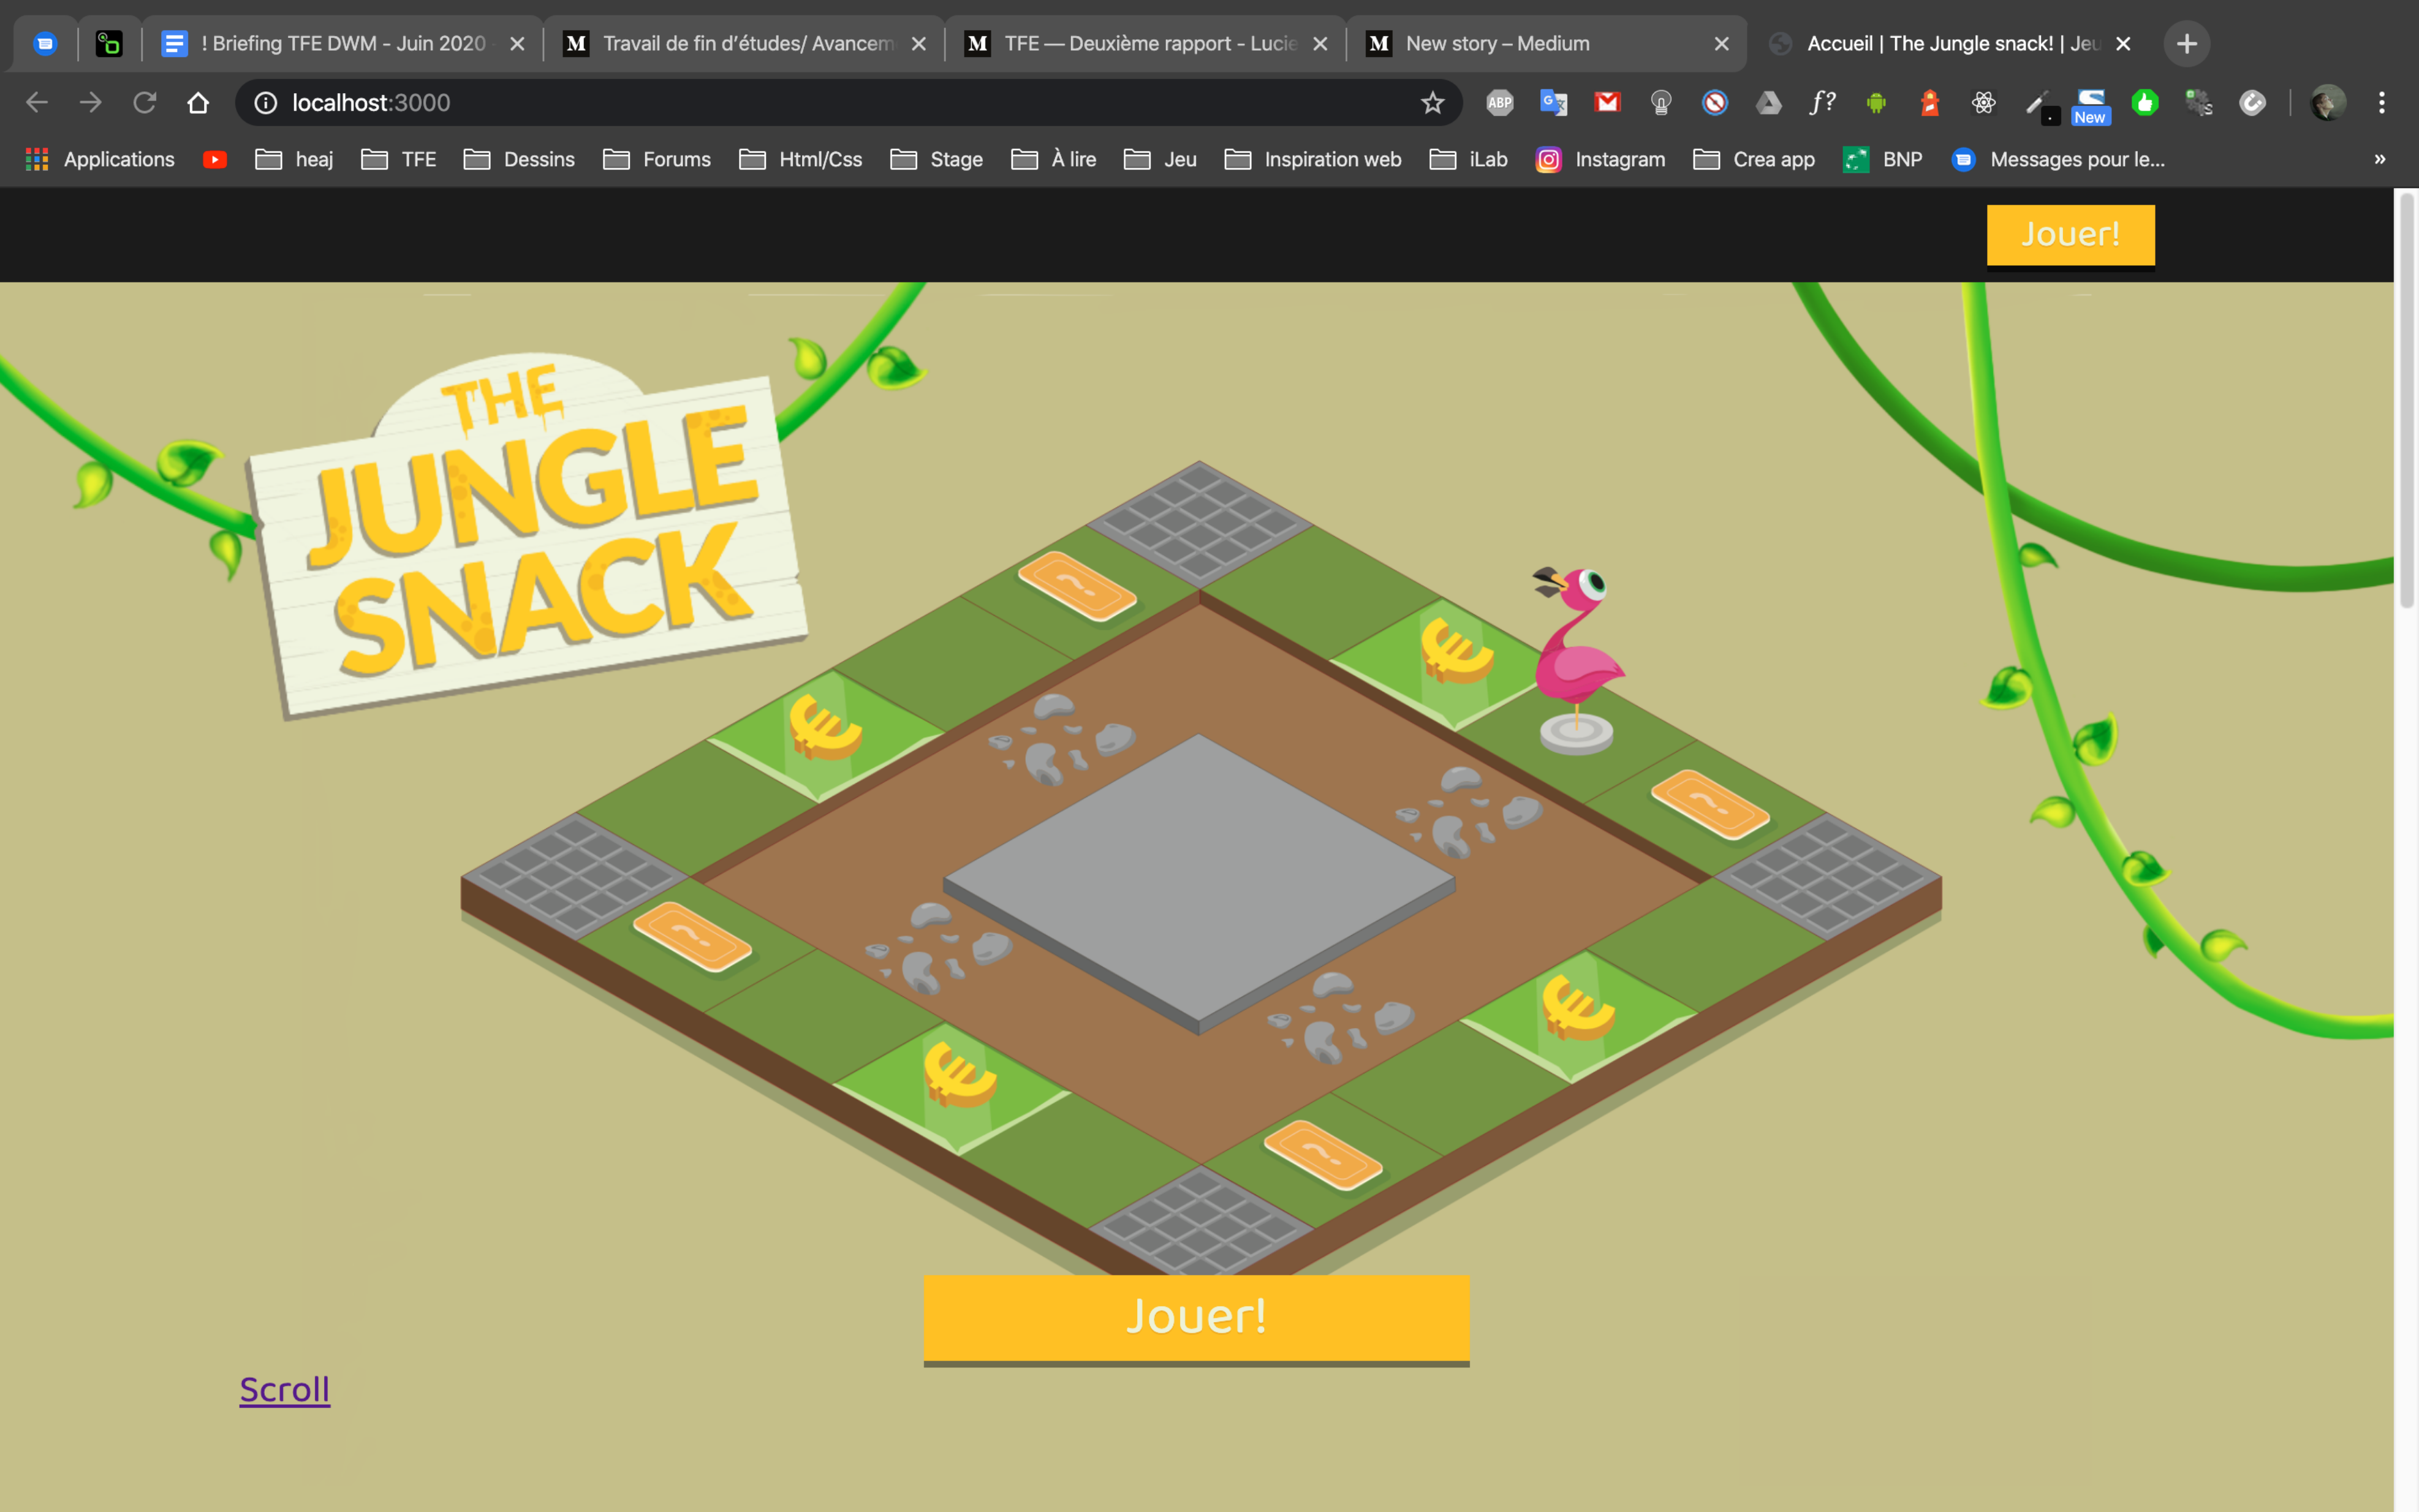 ! Briefing TFE DWM - Juin 2020
Travail de fin d'études/ Avancem
TFE — Deuxième rapport - Lucie
New story – Medium
Accueil | The Jungle snack! | Jeu
localhost:3000
ABP
f?
New
Applications
heaj
TFE
Dessins
Forums
Html/Css
Stage
À lire
Jeu
Inspiration web
iLab
Instagram
Crea app
BNP
Messages pour le...
»
Jouer!
THE
JUNGLE
SNACK
Jouer!
Scroll